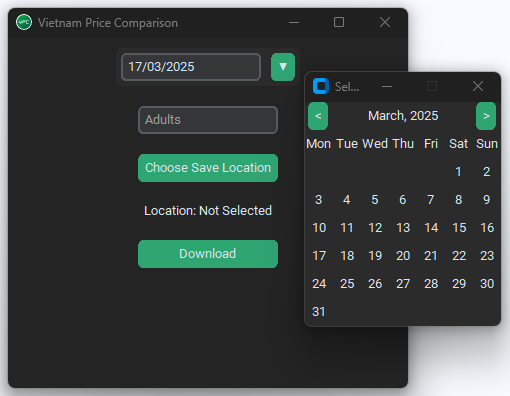 VPC Vietnam Price Comparison
17/03/2025 ▼
Adults
Choose Save Location
Location: Not Selected
Download
Sel...
< March, 2025 >
Mon Tue Wed Thu Fri Sat Sun
1 2
3 4 5 6 7 8 9
10 11 12 13 14 15 16
17 18 19 20 21 22 23
24 25 26 27 28 29 30
31